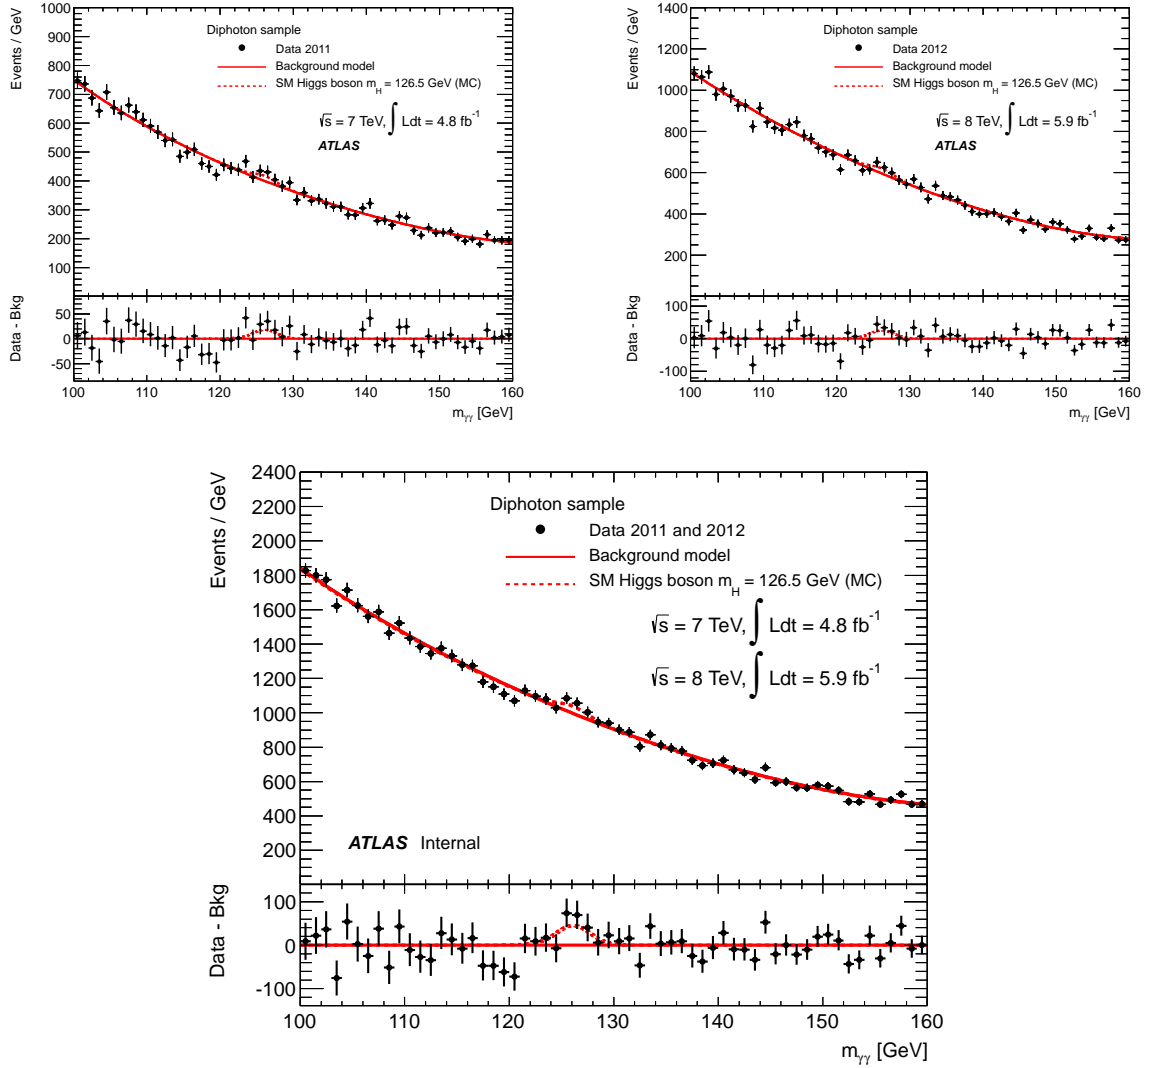 Events / GeV
1000
900
800
700
600
500
400
300
200
100
0
Diphoton sample
Data 2011
Background model
SM Higgs boson m_H = 126.5 GeV (MC)
√s = 7 TeV, ∫ Ldt = 4.8 fb⁻¹
ATLAS
Data - Bkg
50
0
-50
100 110 120 130 140 150 160
m_γγ [GeV]
Events / GeV
1400
1200
1000
800
600
400
200
Diphoton sample
Data 2012
Background model
SM Higgs boson m_H = 126.5 GeV (MC)
√s = 8 TeV, ∫ Ldt = 5.9 fb⁻¹
ATLAS
Data - Bkg
100
0
-100
100 110 120 130 140 150 160
m_γγ [GeV]
Events / GeV
2400
2200
2000
1800
1600
1400
1200
1000
800
600
400
200
Diphoton sample
Data 2011 and 2012
Background model
SM Higgs boson m_H = 126.5 GeV (MC)
√s = 7 TeV, ∫ Ldt = 4.8 fb⁻¹
√s = 8 TeV, ∫ Ldt = 5.9 fb⁻¹
ATLAS Internal
Data - Bkg
100
0
-100
100 110 120 130 140 150 160
m_γγ [GeV]